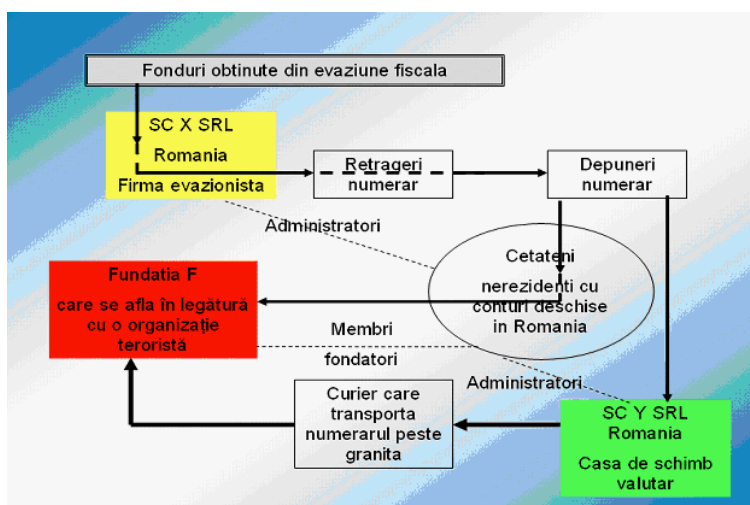 Fonduri obtinute din evaziune fiscala
SC X SRL
Romania
Firma evazionista
Retrageri
numerar
Depuneri
numerar
Administratori
Cetateni
nerezidenti cu
conturi deschise
in Romania
Fundatia F
care se afla în legătură
cu o organizație
teroristă
Membri
fondatori
Administratori
Curier care
transporta
numerarul peste
granita
SC Y SRL
Romania
Casa de schimb
valutar